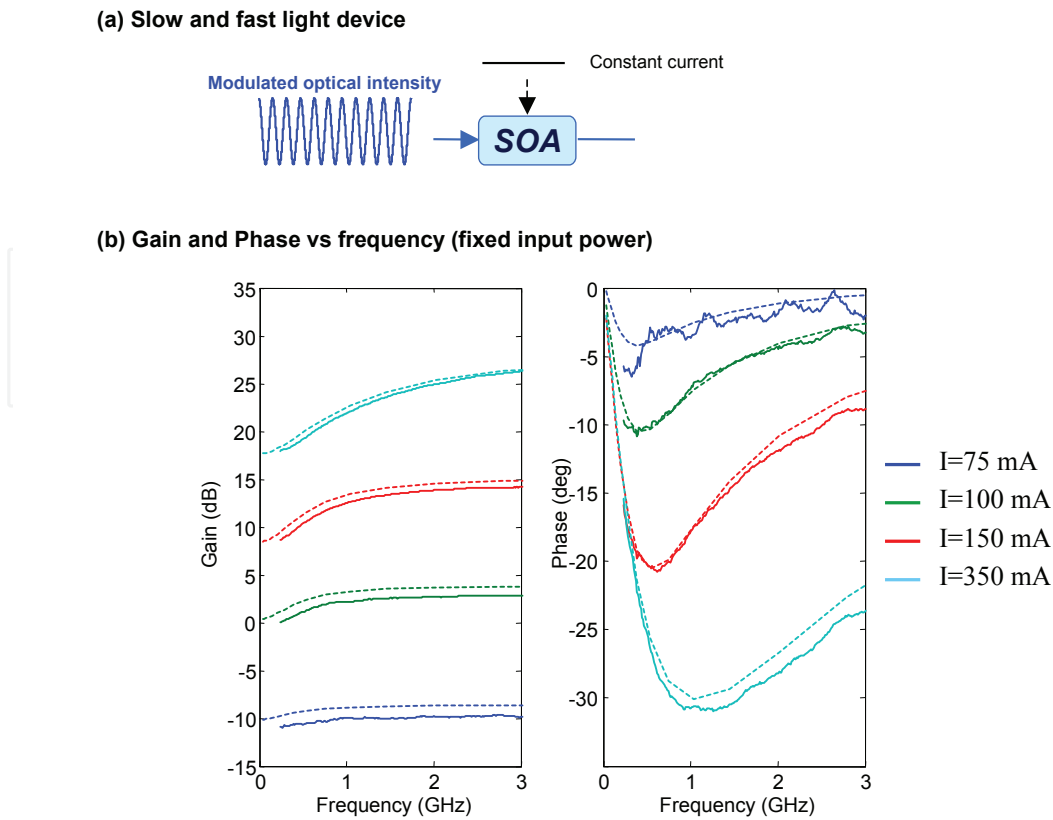 (a) Slow and fast light device
Constant current
Modulated optical intensity
SOA
(b) Gain and Phase vs frequency (fixed input power)
35
30
25
20
15
10
5
0
-5
-10
-15
Gain (dB)
0 1 2 3
Frequency (GHz)
0
-5
-10
-15
-20
-25
-30
Phase (deg)
0 1 2 3
Frequency (GHz)
I=75 mA
I=100 mA
I=150 mA
I=350 mA